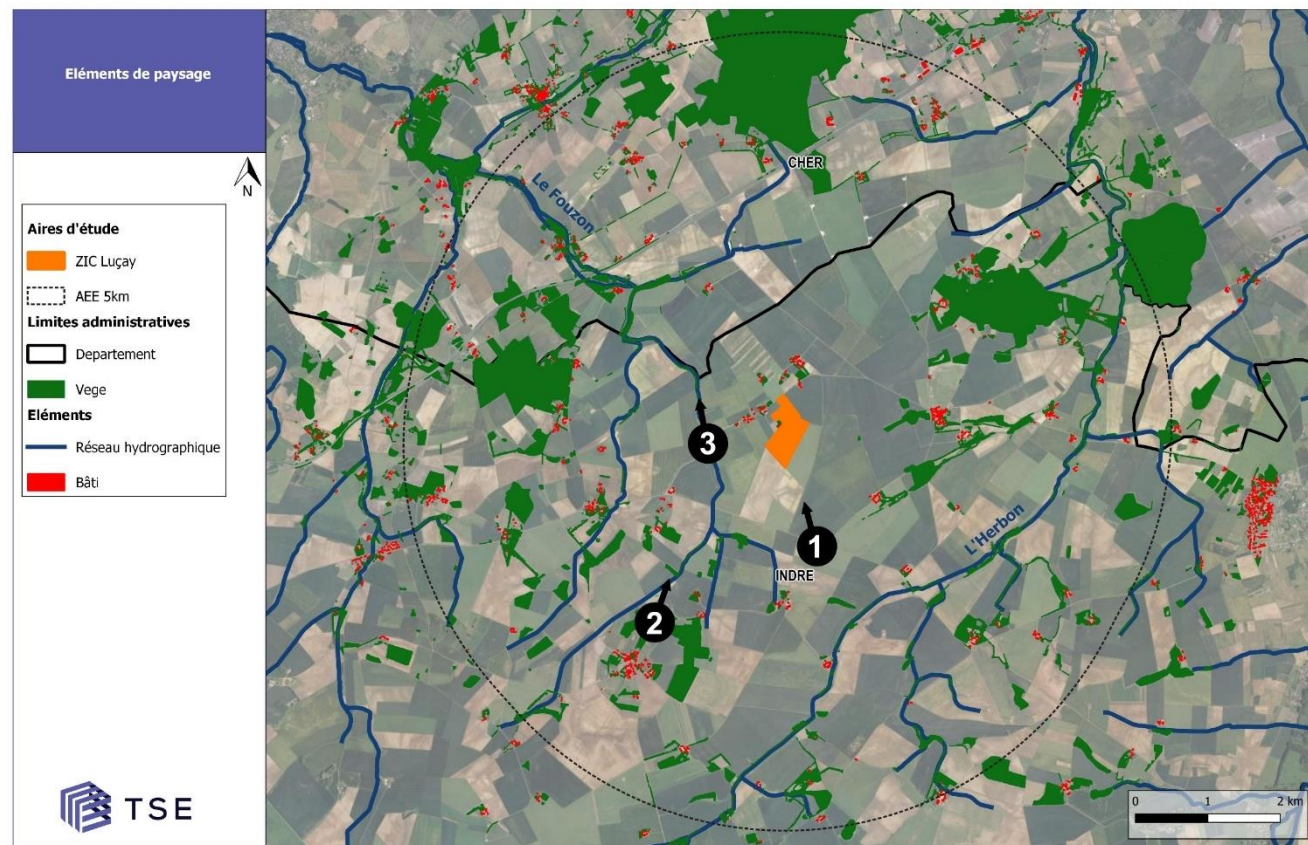 Eléments de paysage
N
Aires d'étude
ZIC Luçay
AEE 5km
Limites administratives
Departement
Vege
Eléments
Réseau hydrographique
Bâti
TSE
CHER
Le Fouzon
3
1
L'Herbon
INDRE
2
0 1 2 km